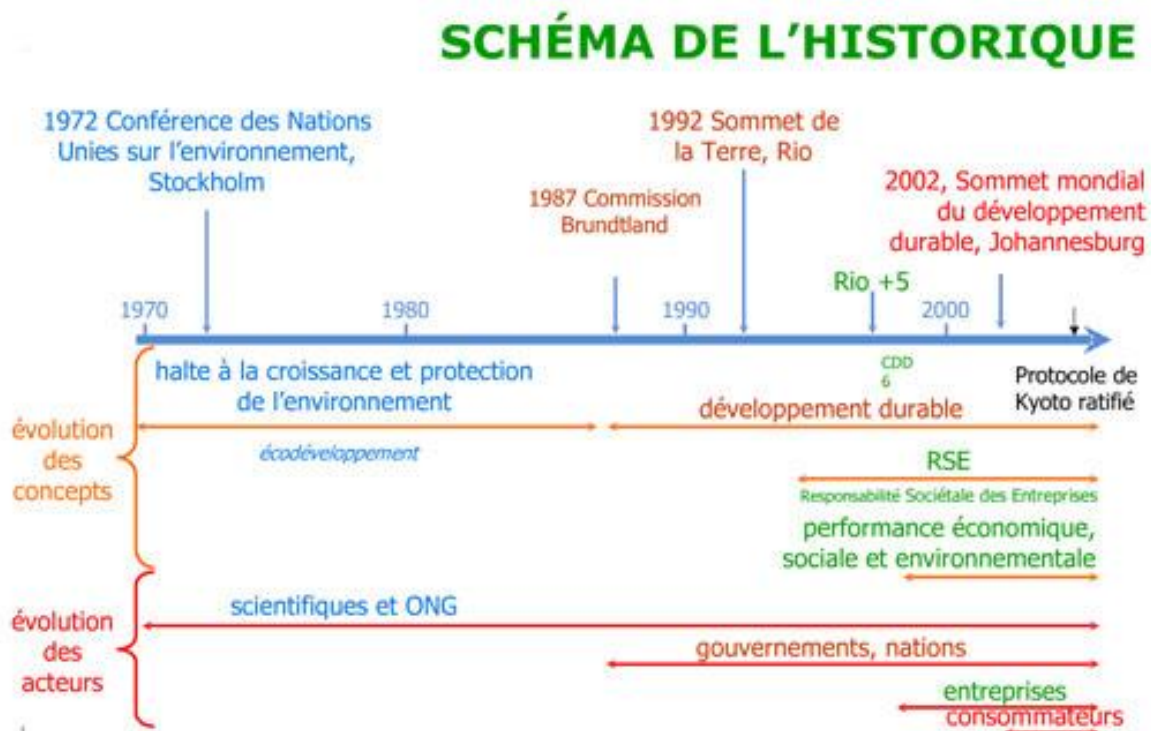 SCHÉMA DE L'HISTORIQUE
1972 Conférence des Nations
Unies sur l'environnement,
Stockholm
1987 Commission
Brundtland
1992 Sommet de
la Terre, Rio
2002, Sommet mondial
du développement
durable, Johannesburg
Rio +5
1970
1980
1990
2000
halte à la croissance et protection
de l'environnement
CDD
6
Protocole de
Kyoto ratifié
développement durable
évolution
des
concepts
écodéveloppement
RSE
Responsabilité Sociétale des Entreprises
performance économique,
sociale et environnementale
évolution
des
acteurs
scientifiques et ONG
gouvernements, nations
entreprises
consommateurs